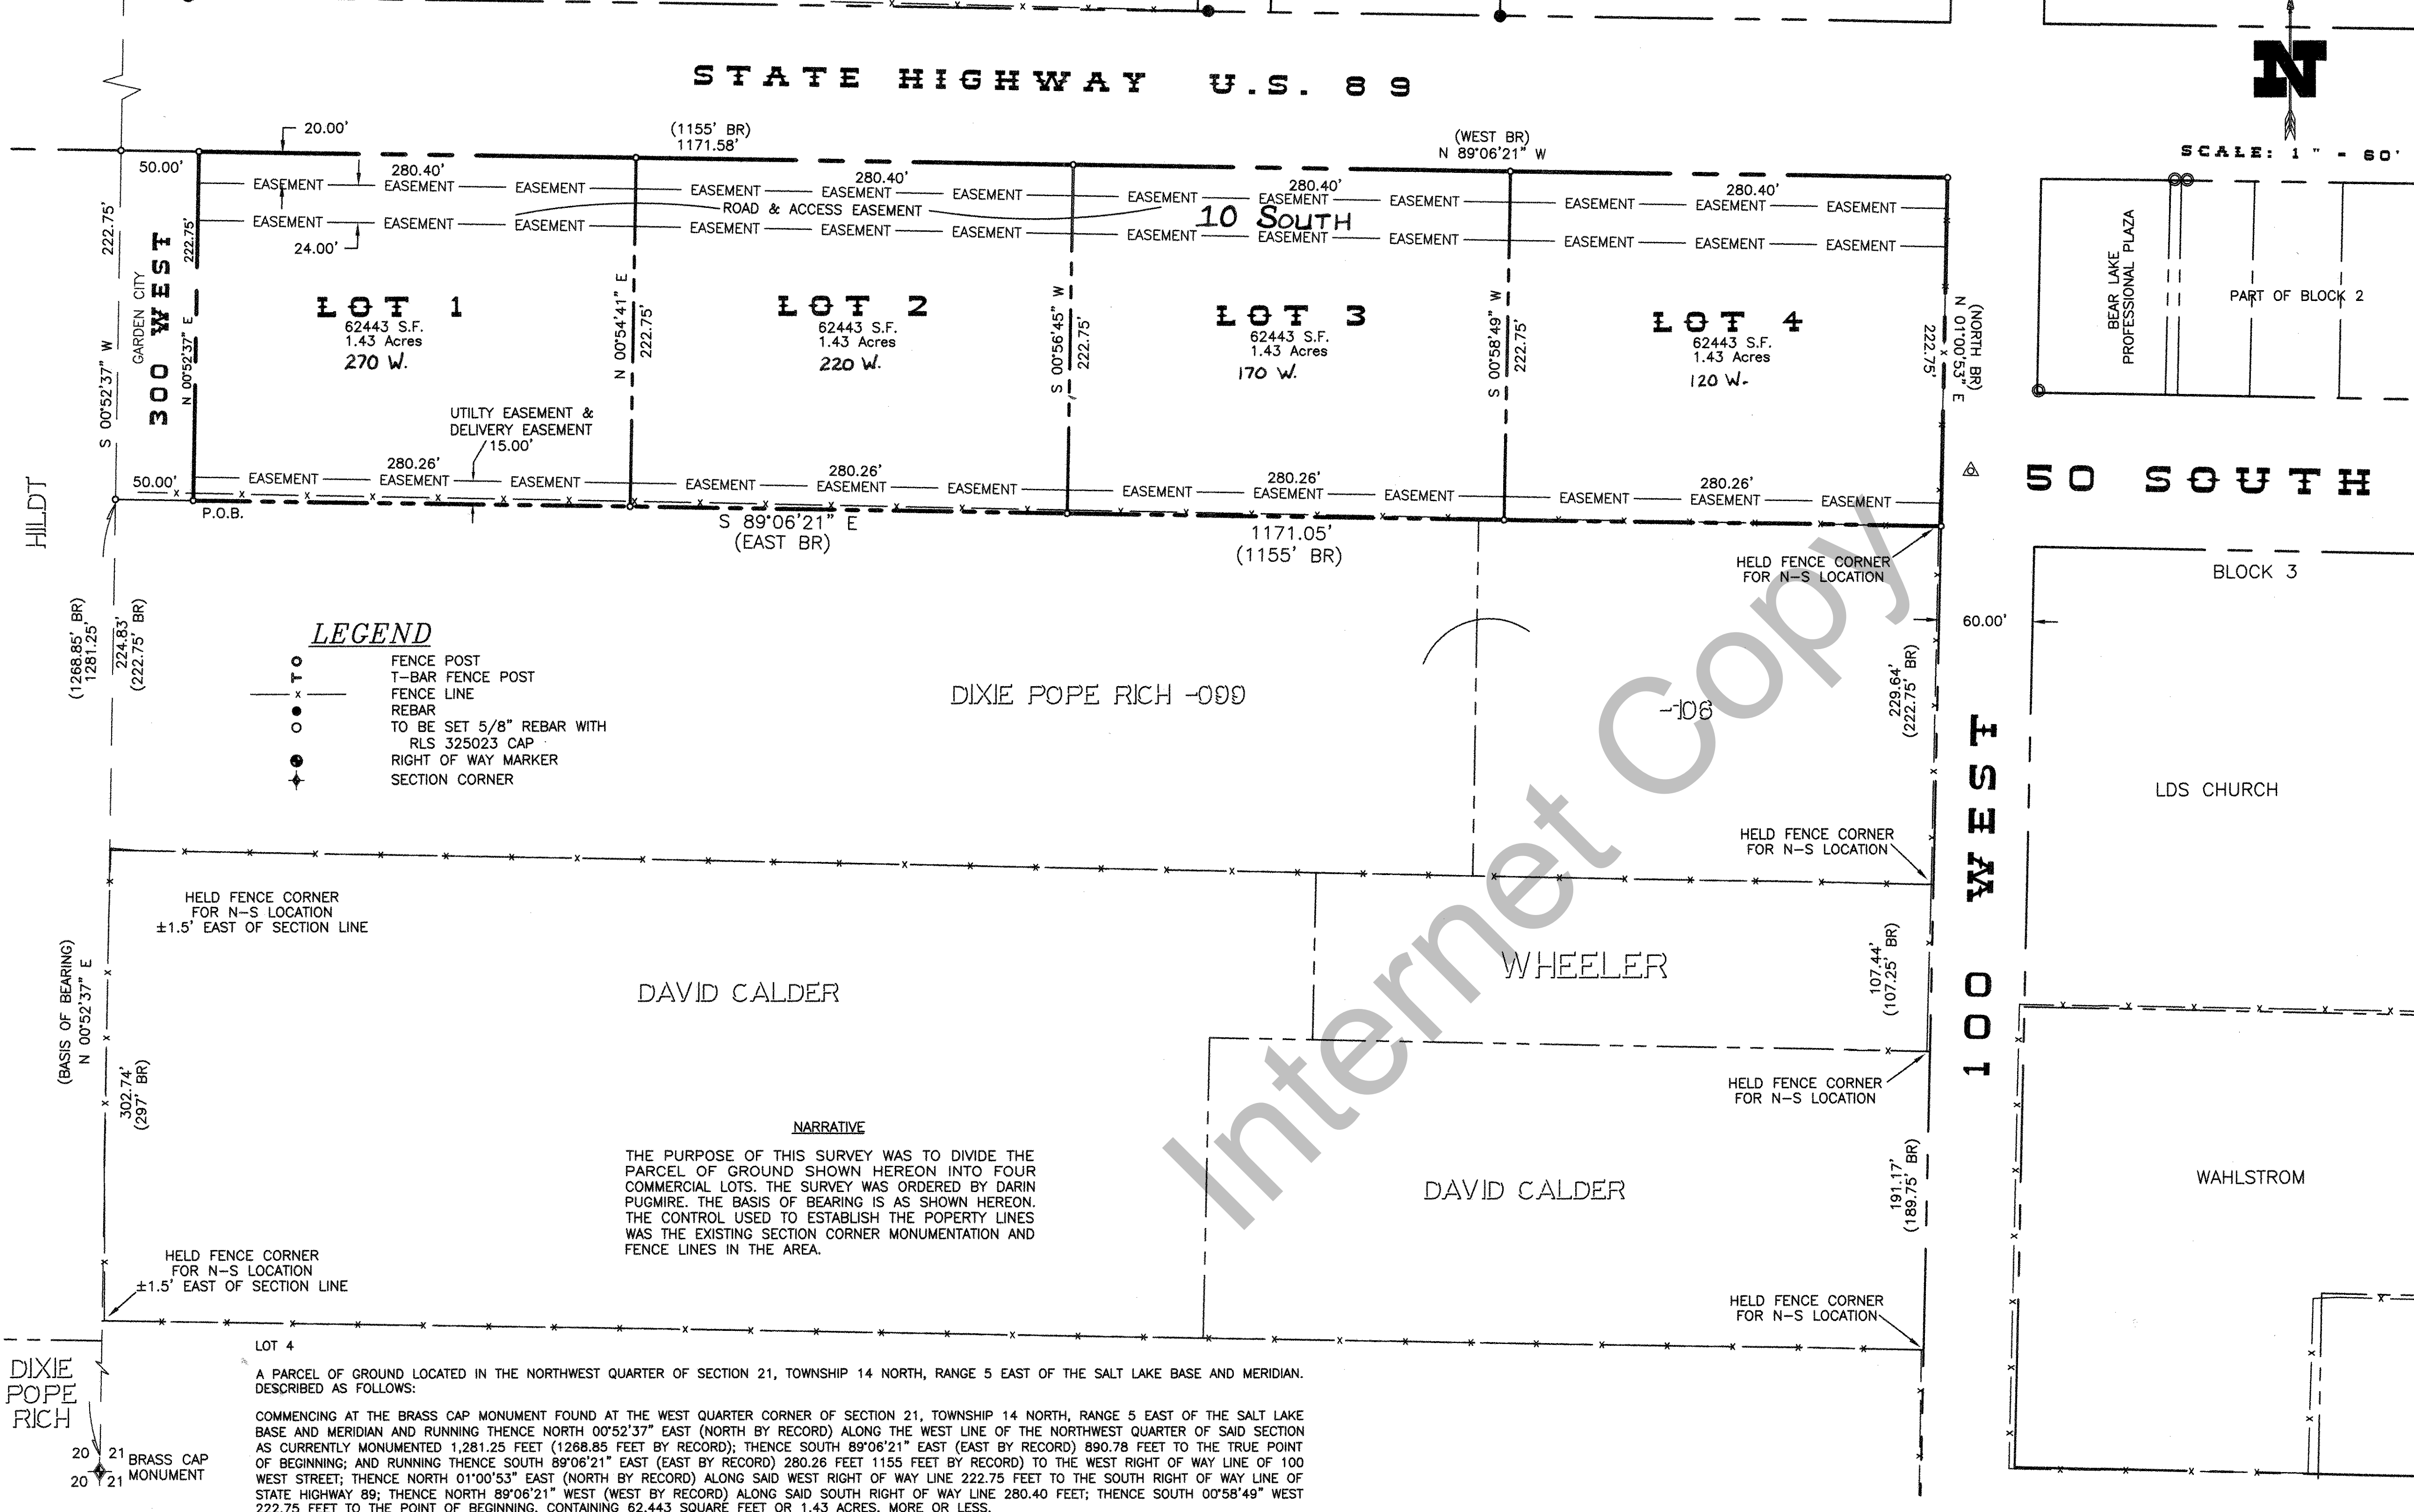 STATE HIGHWAY U.S. 89
N
SCALE: 1" - 60'
20.00'
(1155' BR)
1171.58'
(WEST BR)
N 89°06'21" W
50.00'
280.40'
280.40'
280.40'
280.40'
EASEMENT EASEMENT EASEMENT EASEMENT EASEMENT EASEMENT EASEMENT EASEMENT EASEMENT EASEMENT EASEMENT EASEMENT
ROAD & ACCESS EASEMENT
10 SOUTH
EASEMENT EASEMENT EASEMENT EASEMENT EASEMENT EASEMENT EASEMENT EASEMENT EASEMENT EASEMENT EASEMENT EASEMENT
24.00'
222.75'
S 00°52'37" W
GARDEN CITY
300 WEST
222.75'
N 00°52'37" E
LOT 1
62443 S.F.
1.43 Acres
270 W.
N 00°54'41" E
222.75'
LOT 2
62443 S.F.
1.43 Acres
220 W.
S 00°56'45" W
222.75'
LOT 3
62443 S.F.
1.43 Acres
170 W.
S 00°58'49" W
222.75'
LOT 4
62443 S.F.
1.43 Acres
120 W.
222.75'
N 01°00'53" E
(NORTH BR)
BEAR LAKE
PROFESSIONAL PLAZA
PART OF BLOCK 2
UTILTY EASEMENT &
DELIVERY EASEMENT
15.00'
50.00'
280.26'
280.26'
280.26'
280.26'
EASEMENT EASEMENT EASEMENT EASEMENT EASEMENT EASEMENT EASEMENT EASEMENT EASEMENT EASEMENT EASEMENT EASEMENT
P.O.B.
S 89°06'21" E
(EAST BR)
1171.05'
(1155' BR)
50 SOUTH
HILDT
HELD FENCE CORNER
FOR N-S LOCATION
BLOCK 3
60.00'
(1268.85' BR)
1281.25'
224.83'
(222.75' BR)
LEGEND
FENCE POST
T-BAR FENCE POST
FENCE LINE
REBAR
TO BE SET 5/8" REBAR WITH
RLS 325023 CAP
RIGHT OF WAY MARKER
SECTION CORNER
DIXIE POPE RICH -099
-106
229.64'
(222.75' BR)
100 WEST
LDS CHURCH
HELD FENCE CORNER
FOR N-S LOCATION
HELD FENCE CORNER
FOR N-S LOCATION
±1.5' EAST OF SECTION LINE
(BASIS OF BEARING)
N 00°52'37" E
302.74'
(297' BR)
DAVID CALDER
WHEELER
107.44'
(107.25' BR)
HELD FENCE CORNER
FOR N-S LOCATION
NARRATIVE
THE PURPOSE OF THIS SURVEY WAS TO DIVIDE THE
PARCEL OF GROUND SHOWN HEREON INTO FOUR
COMMERCIAL LOTS. THE SURVEY WAS ORDERED BY DARIN
PUGMIRE. THE BASIS OF BEARING IS AS SHOWN HEREON.
THE CONTROL USED TO ESTABLISH THE POPERTY LINES
WAS THE EXISTING SECTION CORNER MONUMENTATION AND
FENCE LINES IN THE AREA.
DAVID CALDER
191.17'
(189.75' BR)
WAHLSTROM
Internet Copy
HELD FENCE CORNER
FOR N-S LOCATION
±1.5' EAST OF SECTION LINE
HELD FENCE CORNER
FOR N-S LOCATION
DIXIE
POPE
RICH
20 21
20 21
BRASS CAP
MONUMENT
LOT 4
A PARCEL OF GROUND LOCATED IN THE NORTHWEST QUARTER OF SECTION 21, TOWNSHIP 14 NORTH, RANGE 5 EAST OF THE SALT LAKE BASE AND MERIDIAN.
DESCRIBED AS FOLLOWS:
COMMENCING AT THE BRASS CAP MONUMENT FOUND AT THE WEST QUARTER CORNER OF SECTION 21, TOWNSHIP 14 NORTH, RANGE 5 EAST OF THE SALT LAKE
BASE AND MERIDIAN AND RUNNING THENCE NORTH 00°52'37" EAST (NORTH BY RECORD) ALONG THE WEST LINE OF THE NORTHWEST QUARTER OF SAID SECTION
AS CURRENTLY MONUMENTED 1,281.25 FEET (1268.85 FEET BY RECORD); THENCE SOUTH 89°06'21" EAST (EAST BY RECORD) 890.78 FEET TO THE TRUE POINT
OF BEGINNING; AND RUNNING THENCE SOUTH 89°06'21" EAST (EAST BY RECORD) 280.26 FEET 1155 FEET BY RECORD) TO THE WEST RIGHT OF WAY LINE OF 100
WEST STREET; THENCE NORTH 01°00'53" EAST (NORTH BY RECORD) ALONG SAID WEST RIGHT OF WAY LINE 222.75 FEET TO THE SOUTH RIGHT OF WAY LINE OF
STATE HIGHWAY 89; THENCE NORTH 89°06'21" WEST (WEST BY RECORD) ALONG SAID SOUTH RIGHT OF WAY LINE 280.40 FEET; THENCE SOUTH 00°58'49" WEST
222.75 FEET TO THE POINT OF BEGINNING. CONTAINING 62,443 SQUARE FEET OR 1.43 ACRES, MORE OR LESS.